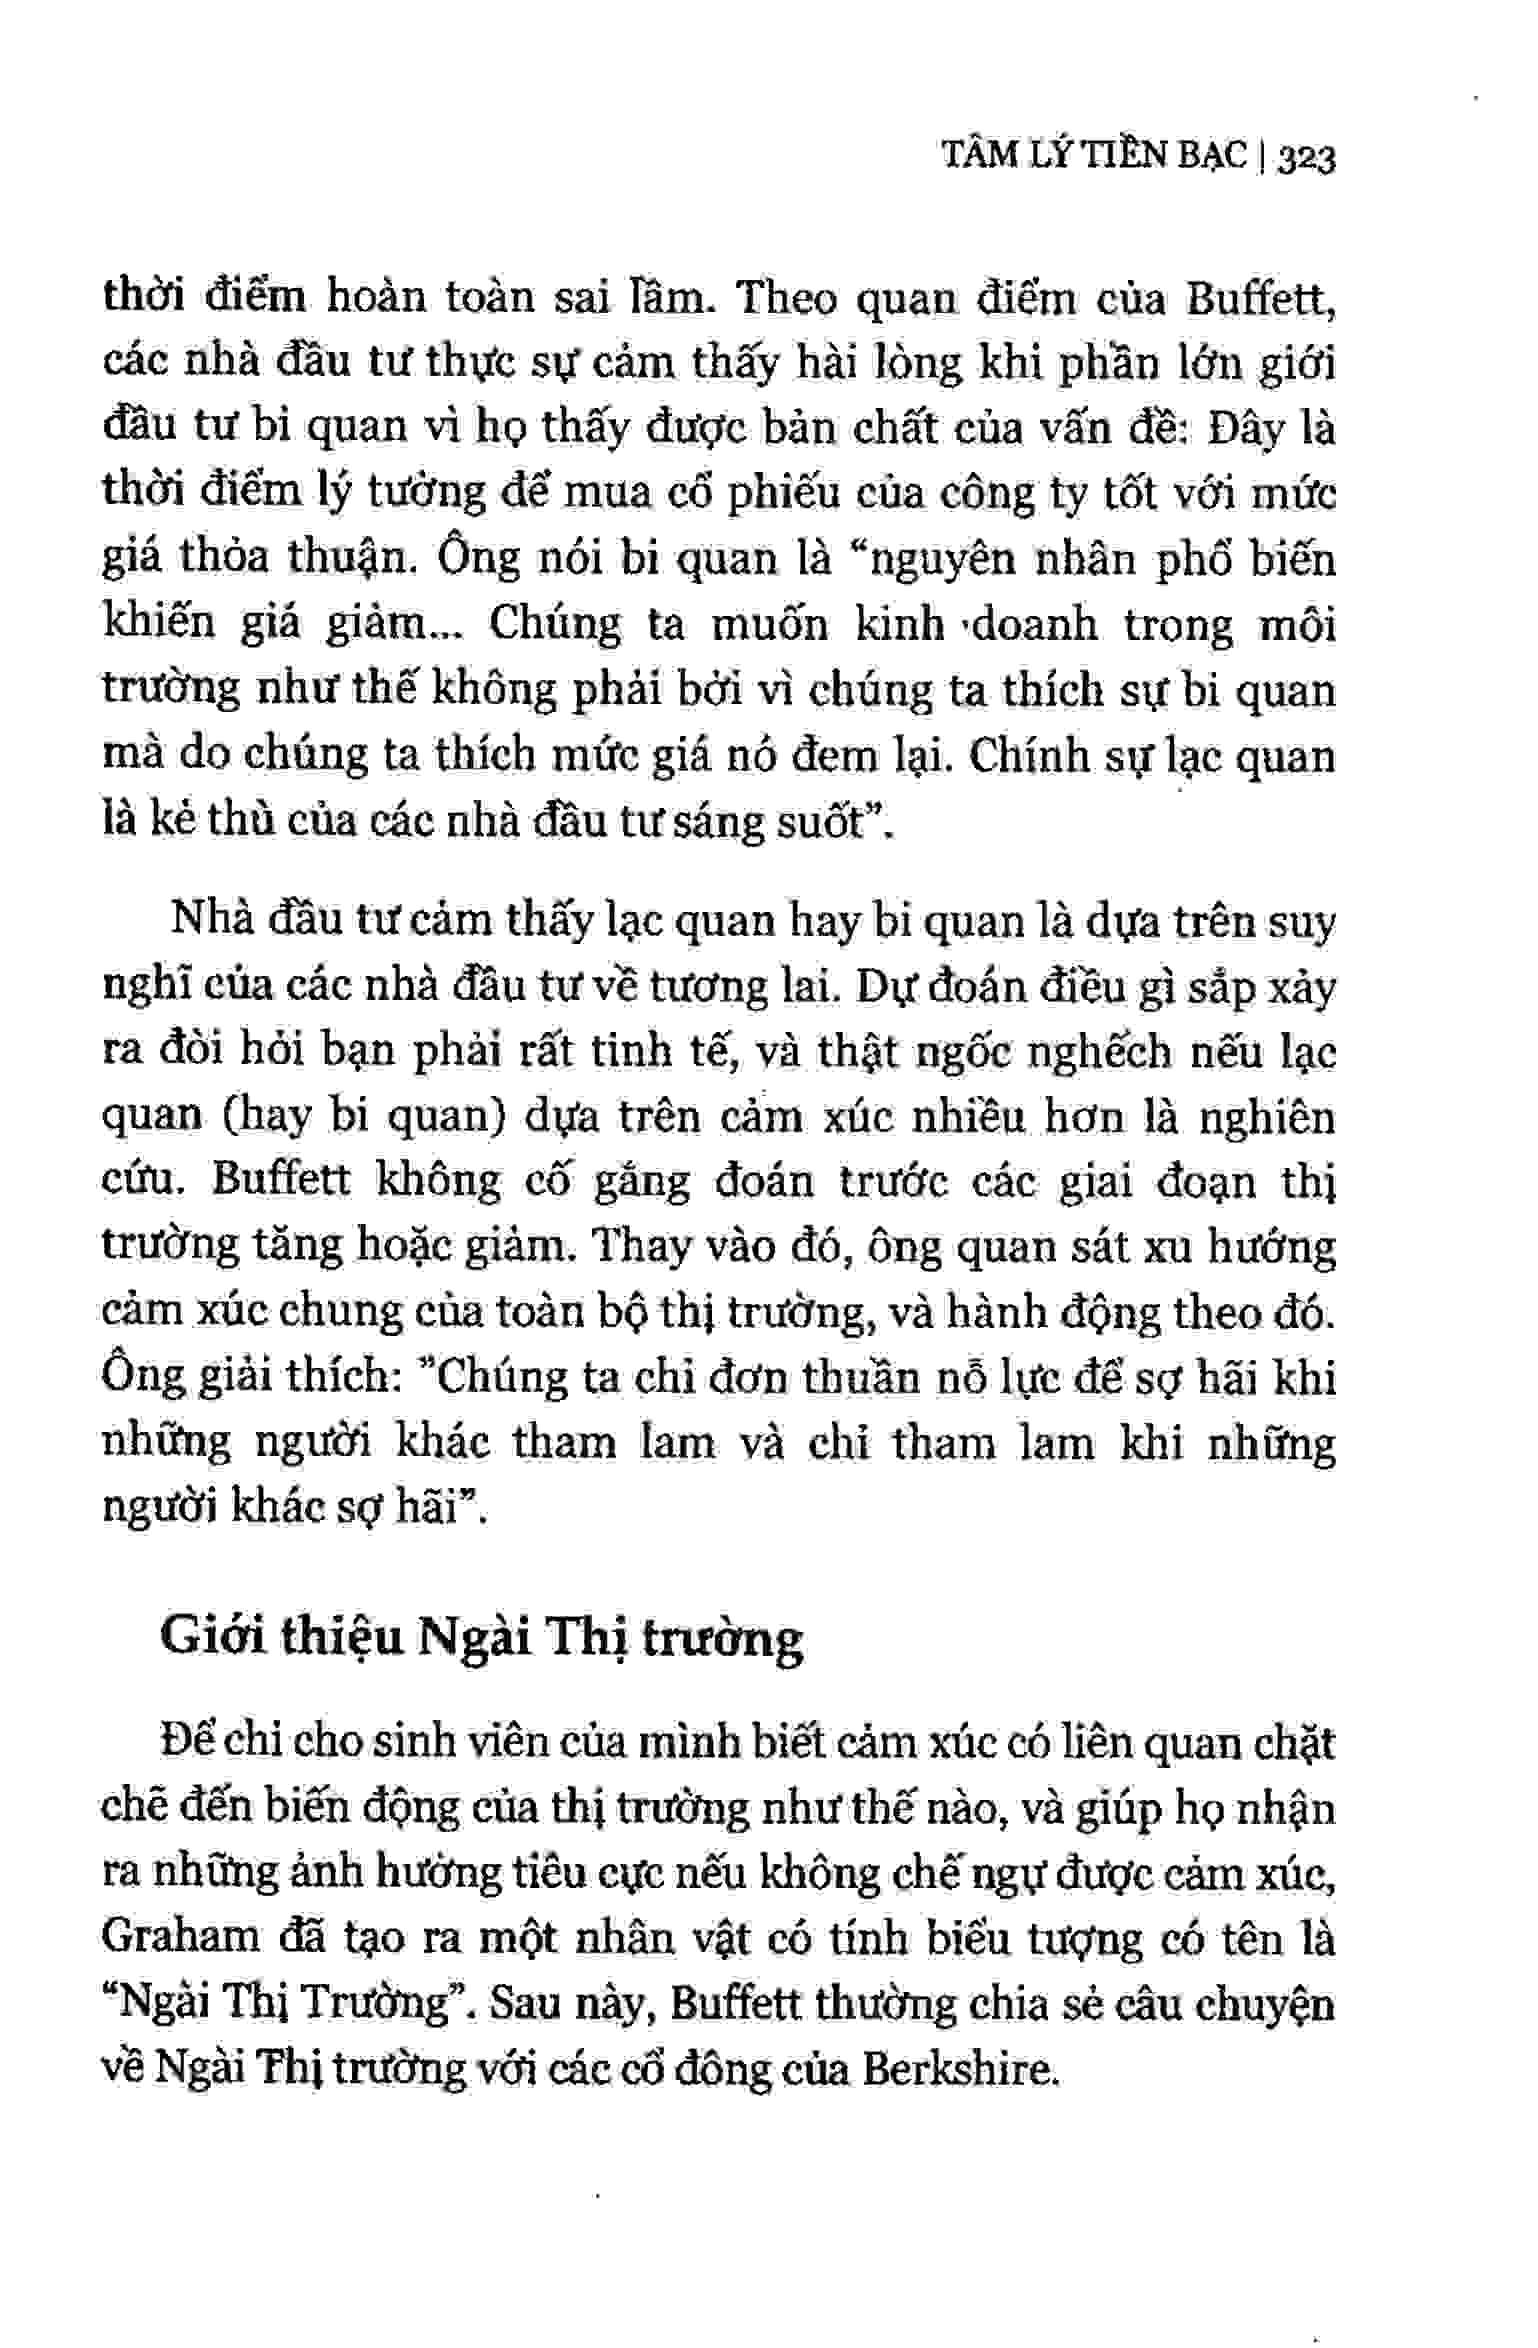 TÂM LÝ TIỀN BẠC | 323
thời điểm hoàn toàn sai lầm. Theo quan điểm của Buffett,
các nhà đầu tư thực sự cảm thấy hài lòng khi phần lớn giới
đầu tư bi quan vì họ thấy được bản chất của vấn đề: Đây là
thời điểm lý tưởng để mua cổ phiếu của công ty tốt với mức
giá thỏa thuận. Ông nói bi quan là “nguyên nhân phổ biến
khiến giá giảm... Chúng ta muốn kinh doanh trong môi
trường như thế không phải bởi vì chúng ta thích sự bi quan
mà do chúng ta thích mức giá nó đem lại. Chính sự lạc quan
là kẻ thù của các nhà đầu tư sáng suốt”.
Nhà đầu tư cảm thấy lạc quan hay bi quan là dựa trên suy
nghĩ của các nhà đầu tư về tương lai. Dự đoán điều gì sắp xảy
ra đòi hỏi bạn phải rất tinh tế, và thật ngốc nghếch nếu lạc
quan (hay bi quan) dựa trên cảm xúc nhiều hơn là nghiên
cứu. Buffett không cố gắng đoán trước các giai đoạn thị
trường tăng hoặc giảm. Thay vào đó, ông quan sát xu hướng
cảm xúc chung của toàn bộ thị trường, và hành động theo đó.
Ông giải thích: ”Chúng ta chỉ đơn thuần nỗ lực để sợ hãi khi
những người khác tham lam và chỉ tham lam khi những
người khác sợ hãi”.
Giới thiệu Ngài Thị trường
Để chỉ cho sinh viên của mình biết cảm xúc có liên quan chặt
chẽ đến biến động của thị trường như thế nào, và giúp họ nhận
ra những ảnh hưởng tiêu cực nếu không chế ngự được cảm xúc,
Graham đã tạo ra một nhân vật có tính biểu tượng có tên là
“Ngài Thị Trường”. Sau này, Buffett thường chia sẻ câu chuyện
về Ngài Thị trường với các cổ đông của Berkshire.